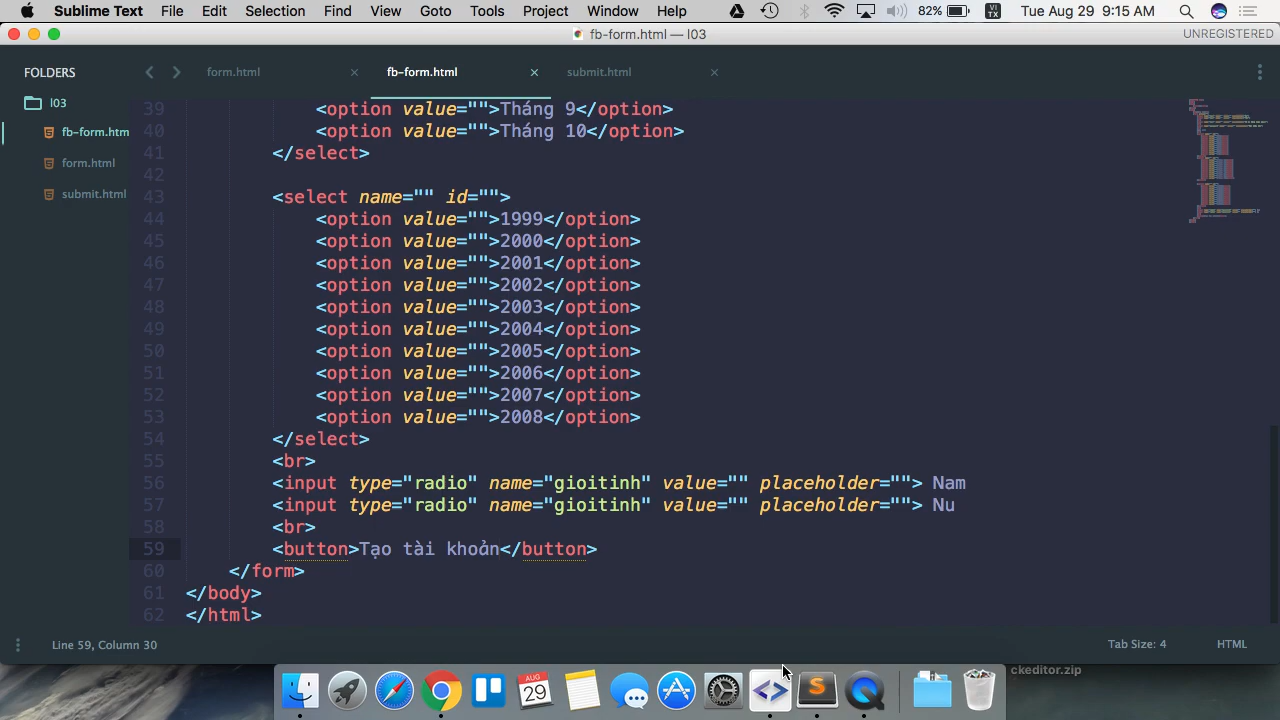 Sublime Text File Edit Selection Find View Goto Tools Project Window Help 82% VI TX Tue Aug 29 9:15 AM
fb-form.html — l03 UNREGISTERED
FOLDERS form.html × fb-form.html × submit.html ×
l03
fb-form.htm
form.html
submit.html
39 <option value="">Tháng 9</option>
40 <option value="">Tháng 10</option>
41 </select>
42
43 <select name="" id="">
44 <option value="">1999</option>
45 <option value="">2000</option>
46 <option value="">2001</option>
47 <option value="">2002</option>
48 <option value="">2003</option>
49 <option value="">2004</option>
50 <option value="">2005</option>
51 <option value="">2006</option>
52 <option value="">2007</option>
53 <option value="">2008</option>
54 </select>
55 <br>
56 <input type="radio" name="gioitinh" value="" placeholder=""> Nam
57 <input type="radio" name="gioitinh" value="" placeholder=""> Nu
58 <br>
59 <button>Tạo tài khoản</button>
60 </form>
61 </body>
62 </html>
Line 59, Column 30 Tab Size: 4 HTML
ckeditor.zip
AUG
29